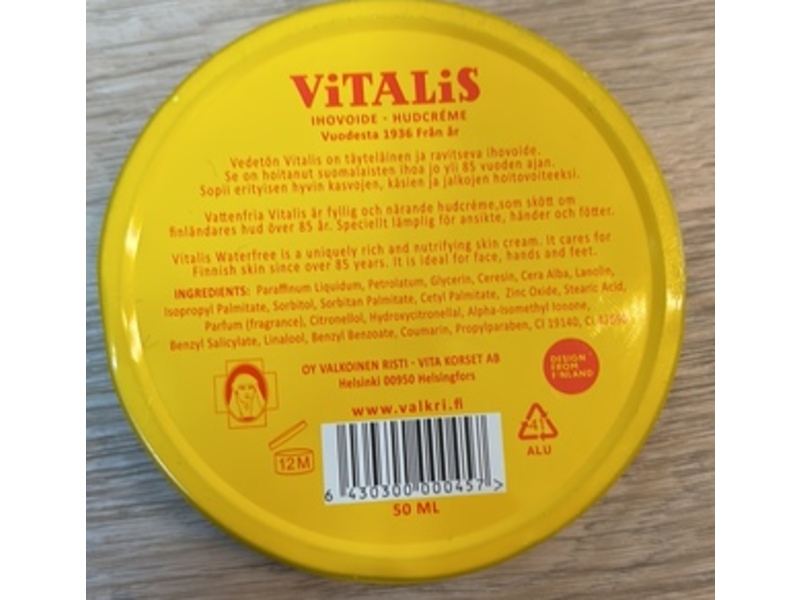 ViTALiS
IHOVOIDE - HUDCRÉME
Vuodesta 1936 Från år
Vedetön Vitalis on täyteläinen ja ravitseva ihovoide.
Se on hoitanut suomalaisten ihoa jo yli 85 vuoden ajan.
Sopii erityisen hyvin kasvojen, käsien ja jalkojen hoitovoiteeksi.
Vattenfria Vitalis är fyllig och närande hudcréme,som skött om
finländares hud över 85 år. Speciellt lämplig för ansikte, händer och fötter.
Vitalis Waterfree is a uniquely rich and nutrifying skin cream. It cares for
Finnish skin since over 85 years. It is ideal for face, hands and feet.
INGREDIENTS: Paraffinum Liquidum, Petrolatum, Glycerin, Ceresin, Cera Alba, Lanolin,
Isopropyl Palmitate, Sorbitol, Sorbitan Palmitate, Cetyl Palmitate, Zinc Oxide, Stearic Acid,
Parfum (fragrance), Citronellol, Hydroxycitronellal, Alpha-Isomethyl Ionone,
Benzyl Salicylate, Linalool, Benzyl Benzoate, Coumarin, Propylparaben, CI 19140, CI
OY VALKOINEN RISTI - VITA KORSET AB
Helsinki 00950 Helsingfors
DESIGN
FROM
FINLAND
www.valkri.fi
12M
41
ALU
6 430300 000457 >
50 ML